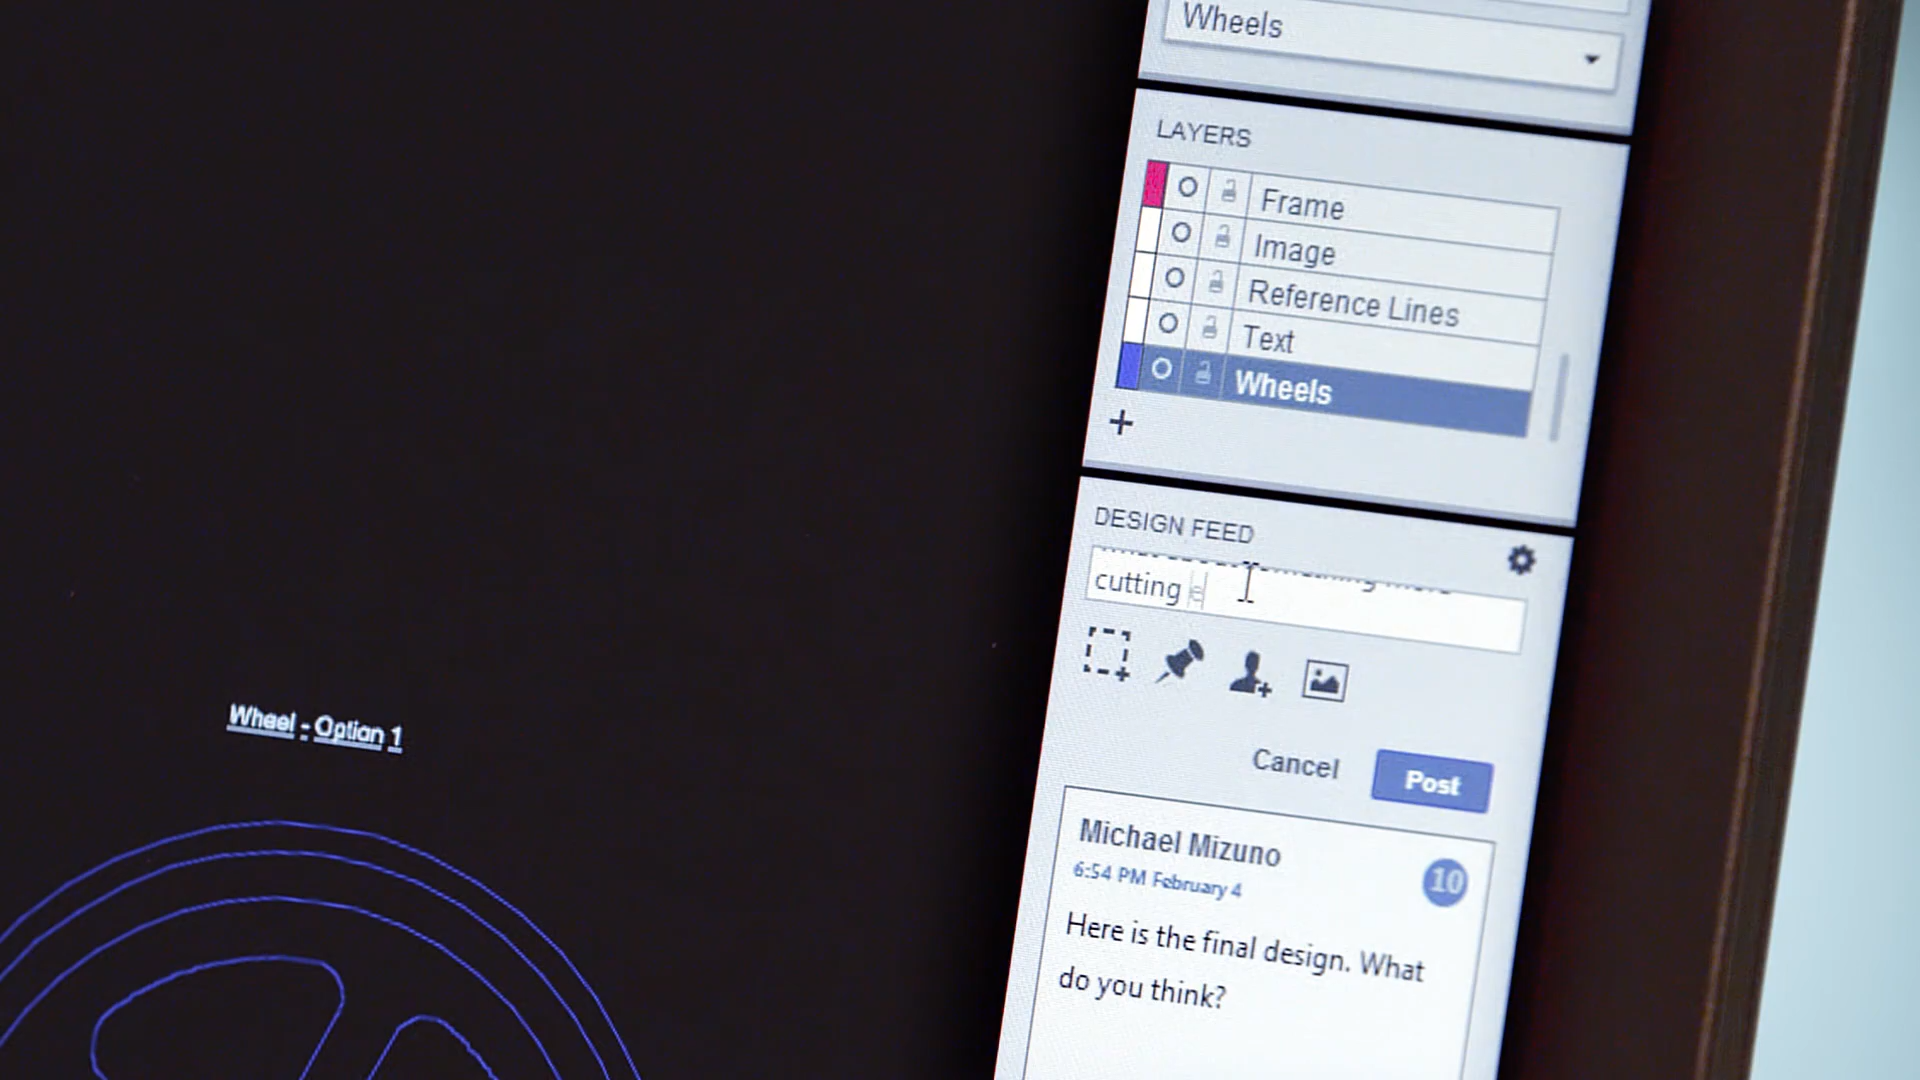 Wheels
LAYERS
Frame
Image
Reference Lines
Text
Wheels
DESIGN FEED
cutting e
Cancel
Post
Michael Mizuno
10
6:54 PM February 4
Here is the final design. What
do you think?
Wheel - Option 1